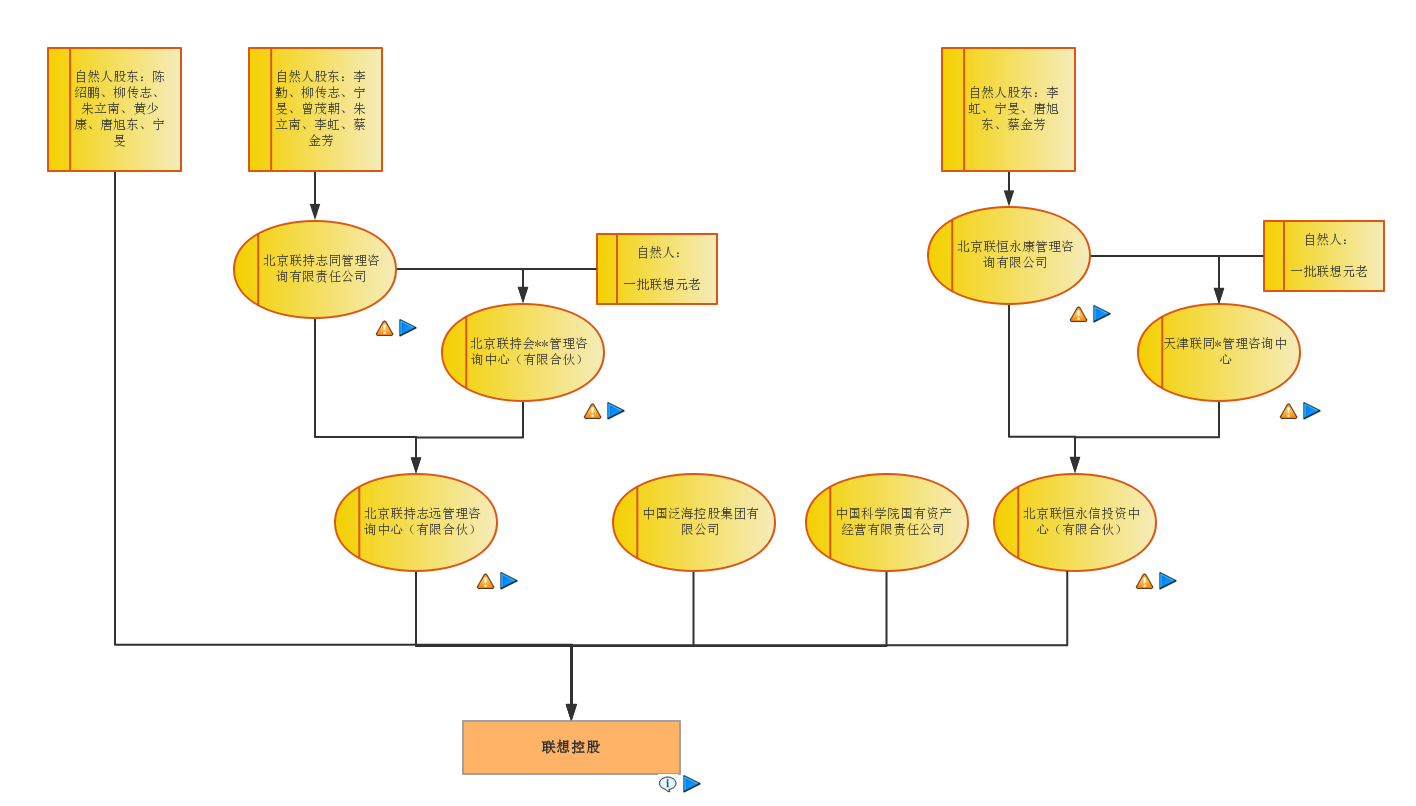 自然人股东：陈
绍鹏、柳传志、
朱立南、黄少
康、唐旭东、宁
旻
自然人股东：李
勤、柳传志、宁
旻、曾茂朝、朱
立南、李虹、蔡
金芳
自然人股东：李
虹、宁旻、唐旭
东、蔡金芳
北京联持志同管理咨
询有限责任公司
自然人：
一批联想元老
北京联恒永康管理咨
询有限公司
自然人：
一批联想元老
北京联持会**管理咨
询中心（有限合伙）
天津联同*管理咨询中
心
北京联持志远管理咨
询中心（有限合伙）
中国泛海控股集团有
限公司
中国科学院国有资产
经营有限责任公司
北京联恒永信投资中
心（有限合伙）
联想控股